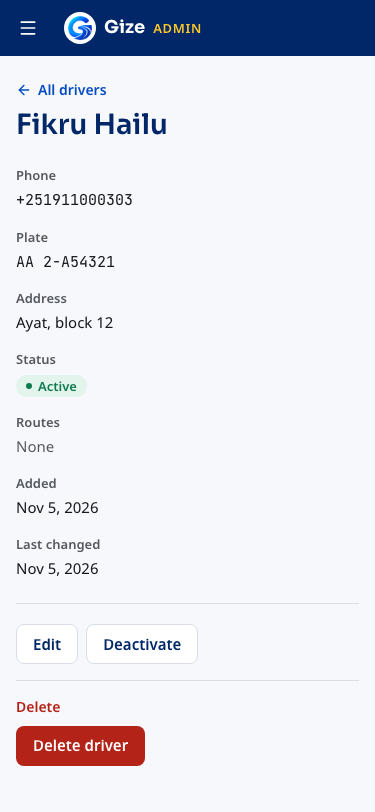 Gize ADMIN
All drivers
Fikru Hailu
Phone
+251911000303
Plate
AA 2-A54321
Address
Ayat, block 12
Status
Active
Routes
None
Added
Nov 5, 2026
Last changed
Nov 5, 2026
Edit
Deactivate
Delete
Delete driver